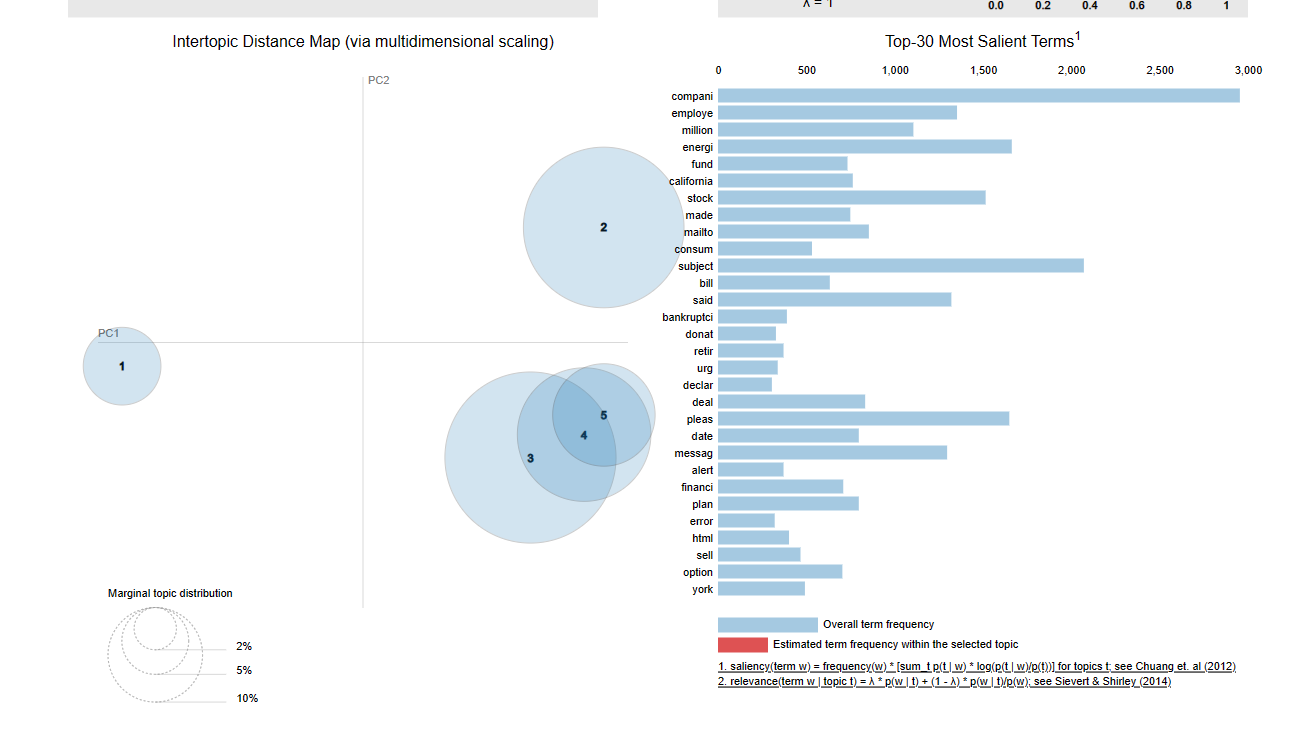 λ = 1
0.0 0.2 0.4 0.6 0.8 1
Intertopic Distance Map (via multidimensional scaling)
PC2
PC1
1
2
3
4
5
Marginal topic distribution
2%
5%
10%
Top-30 Most Salient Terms1
0 500 1,000 1,500 2,000 2,500 3,000
compani
employe
million
energi
fund
california
stock
made
mailto
consum
subject
bill
said
bankruptci
donat
retir
urg
declar
deal
pleas
date
messag
alert
financi
plan
error
html
sell
option
york
Overall term frequency
Estimated term frequency within the selected topic
1. saliency(term w) = frequency(w) * [sum_t p(t | w) * log(p(t | w)/p(t))] for topics t; see Chuang et. al (2012)
2. relevance(term w | topic t) = λ * p(w | t) + (1 - λ) * p(w | t)/p(w); see Sievert & Shirley (2014)